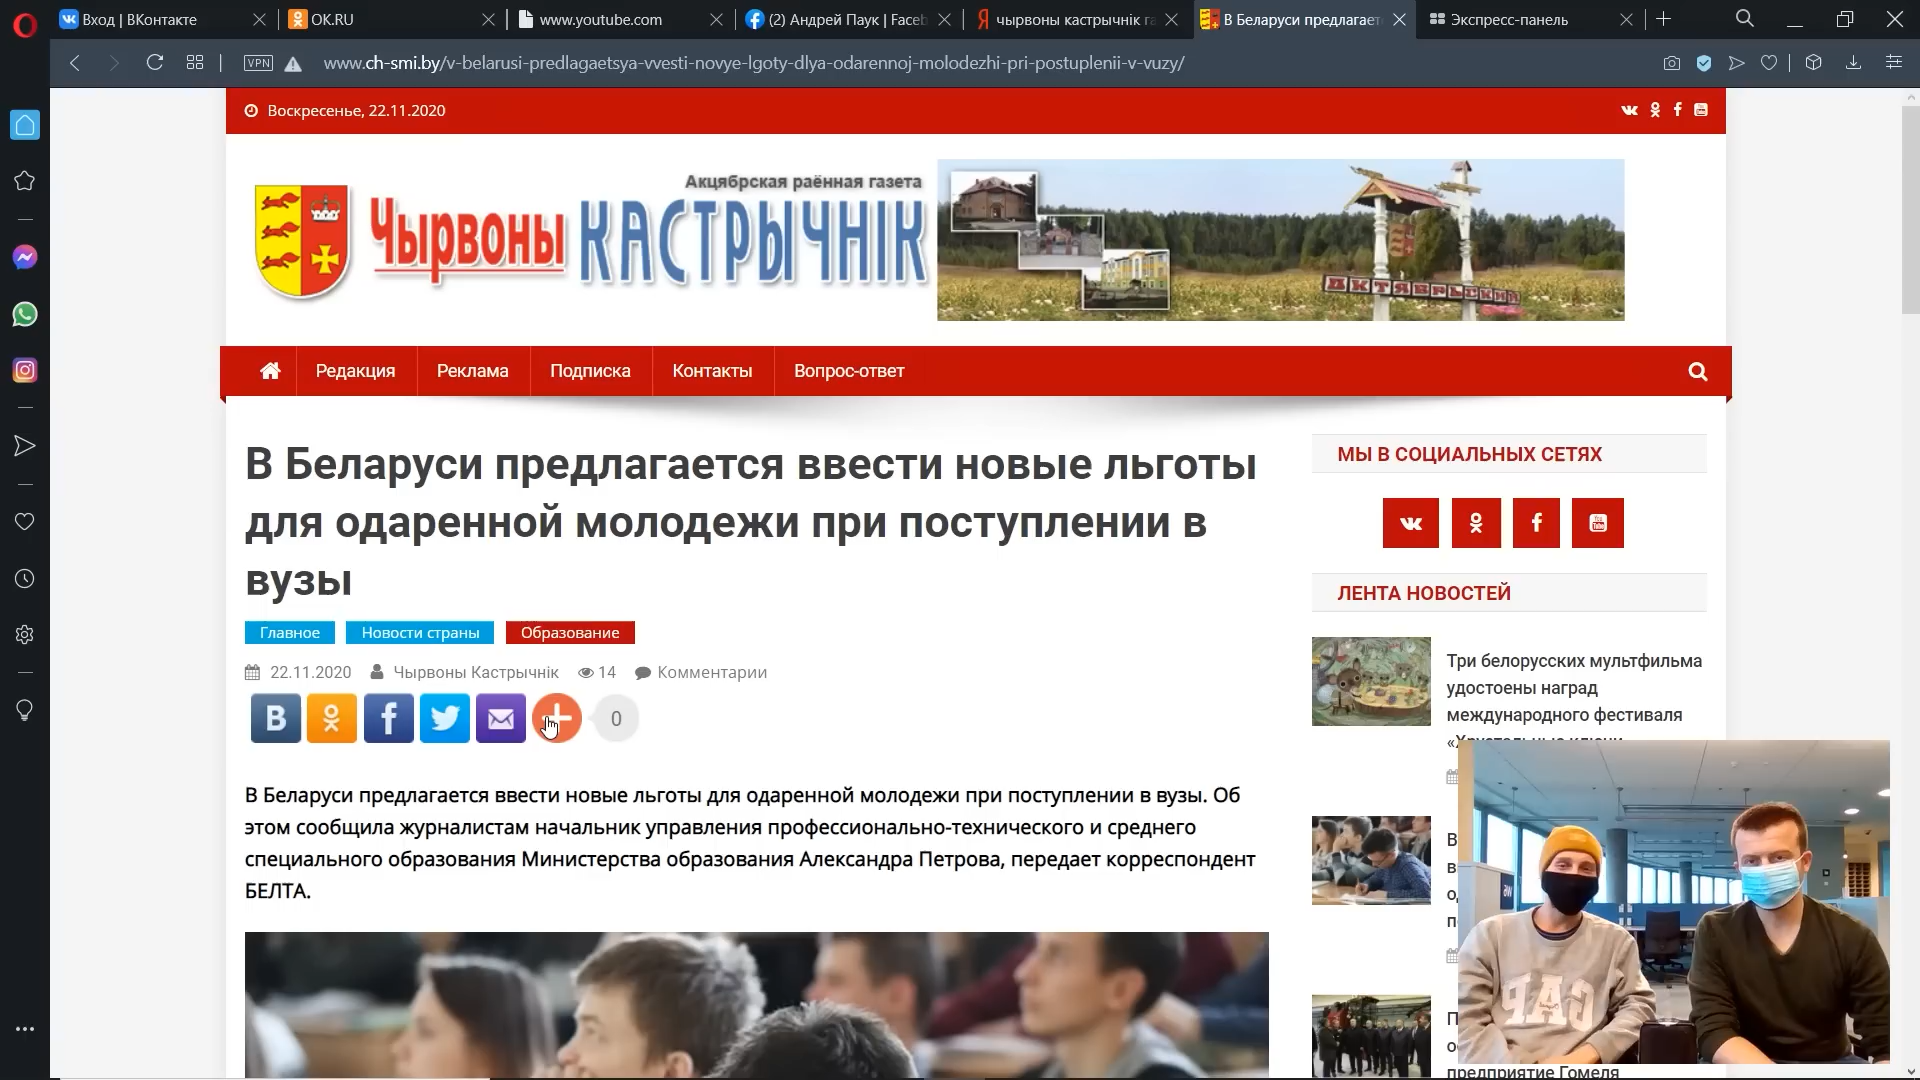 Вход | ВКонтакте
OK.RU
www.youtube.com
(2) Андрей Паук | Faceb
чырвоны кастрычнік га
В Беларуси предлагает
Экспресс-панель
VPN
www.ch-smi.by/v-belarusi-predlagaetsya-vvesti-novye-lgoty-dlya-odarennoj-molodezhi-pri-postuplenii-v-vuzy/
Воскресенье, 22.11.2020
Акцябрская раённая газета
Чырвоны КАСТРЫЧНІК
ОКТЯБРЬСКИЙ
Редакция
Реклама
Подписка
Контакты
Вопрос-ответ
В Беларуси предлагается ввести новые льготы
для одаренной молодежи при поступлении в
вузы
Главное
Новости страны
Образование
22.11.2020
Чырвоны Кастрычнік
14
Комментарии
0
В Беларуси предлагается ввести новые льготы для одаренной молодежи при поступлении в вузы. Об
этом сообщила журналистам начальник управления профессионально-технического и среднего
специального образования Министерства образования Александра Петрова, передает корреспондент
БЕЛТА.
МЫ В СОЦИАЛЬНЫХ СЕТЯХ
ЛЕНТА НОВОСТЕЙ
Три белорусских мультфильма
удостоены наград
международного фестиваля
«Хрустальные ключи
предприятие Гомеля
GAP